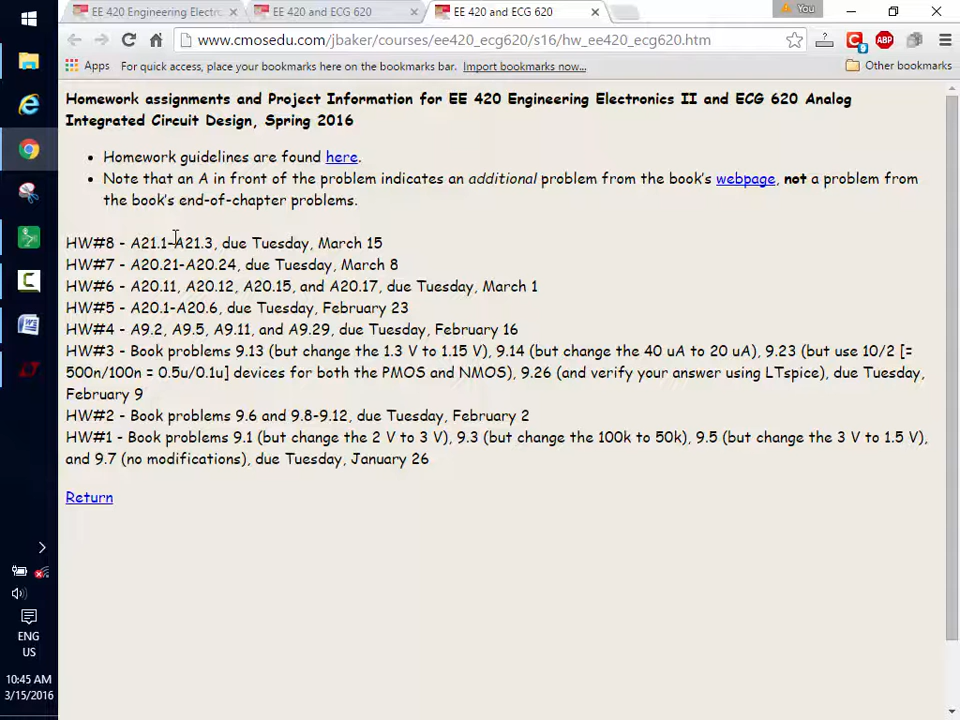 EE 420 Engineering Electro
EE 420 and ECG 620
EE 420 and ECG 620
You
www.cmosedu.com/jbaker/courses/ee420_ecg620/s16/hw_ee420_ecg620.htm
Apps
For quick access, place your bookmarks here on the bookmarks bar.
Import bookmarks now...
Other bookmarks
Homework assignments and Project Information for EE 420 Engineering Electronics II and ECG 620 Analog
Integrated Circuit Design, Spring 2016
• Homework guidelines are found here.
• Note that an A in front of the problem indicates an additional problem from the book's webpage, not a problem from
the book's end-of-chapter problems.
HW#8 - A21.1-A21.3, due Tuesday, March 15
HW#7 - A20.21-A20.24, due Tuesday, March 8
HW#6 - A20.11, A20.12, A20.15, and A20.17, due Tuesday, March 1
HW#5 - A20.1-A20.6, due Tuesday, February 23
HW#4 - A9.2, A9.5, A9.11, and A9.29, due Tuesday, February 16
HW#3 - Book problems 9.13 (but change the 1.3 V to 1.15 V), 9.14 (but change the 40 uA to 20 uA), 9.23 (but use 10/2 [=
500n/100n = 0.5u/0.1u] devices for both the PMOS and NMOS), 9.26 (and verify your answer using LTspice), due Tuesday,
February 9
HW#2 - Book problems 9.6 and 9.8-9.12, due Tuesday, February 2
HW#1 - Book problems 9.1 (but change the 2 V to 3 V), 9.3 (but change the 100k to 50k), 9.5 (but change the 3 V to 1.5 V),
and 9.7 (no modifications), due Tuesday, January 26
Return
ENG
US
10:45 AM
3/15/2016
ABP